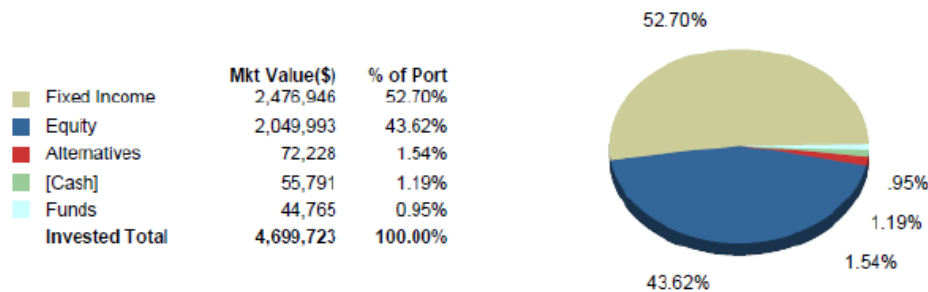 52.70%
Mkt Value($) % of Port
Fixed Income 2,476,946 52.70%
Equity 2,049,993 43.62%
Alternatives 72,228 1.54%
[Cash] 55,791 1.19%
Funds 44,765 0.95%
Invested Total 4,699,723 100.00%
.95%
1.19%
1.54%
43.62%